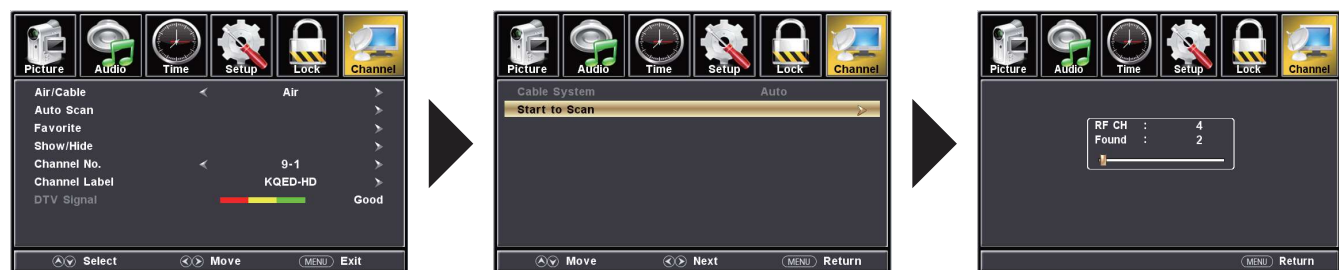 Picture Audio Time Setup Lock Channel
Air/Cable Air
Auto Scan
Favorite
Show/Hide
Channel No. 9-1
Channel Label KQED-HD
DTV Signal Good
Select Move MENU Exit
Picture Audio Time Setup Lock Channel
Cable System Auto
Start to Scan
Move Next MENU Return
Picture Audio Time Setup Lock Channel
RF CH : 4
Found : 2
MENU Return